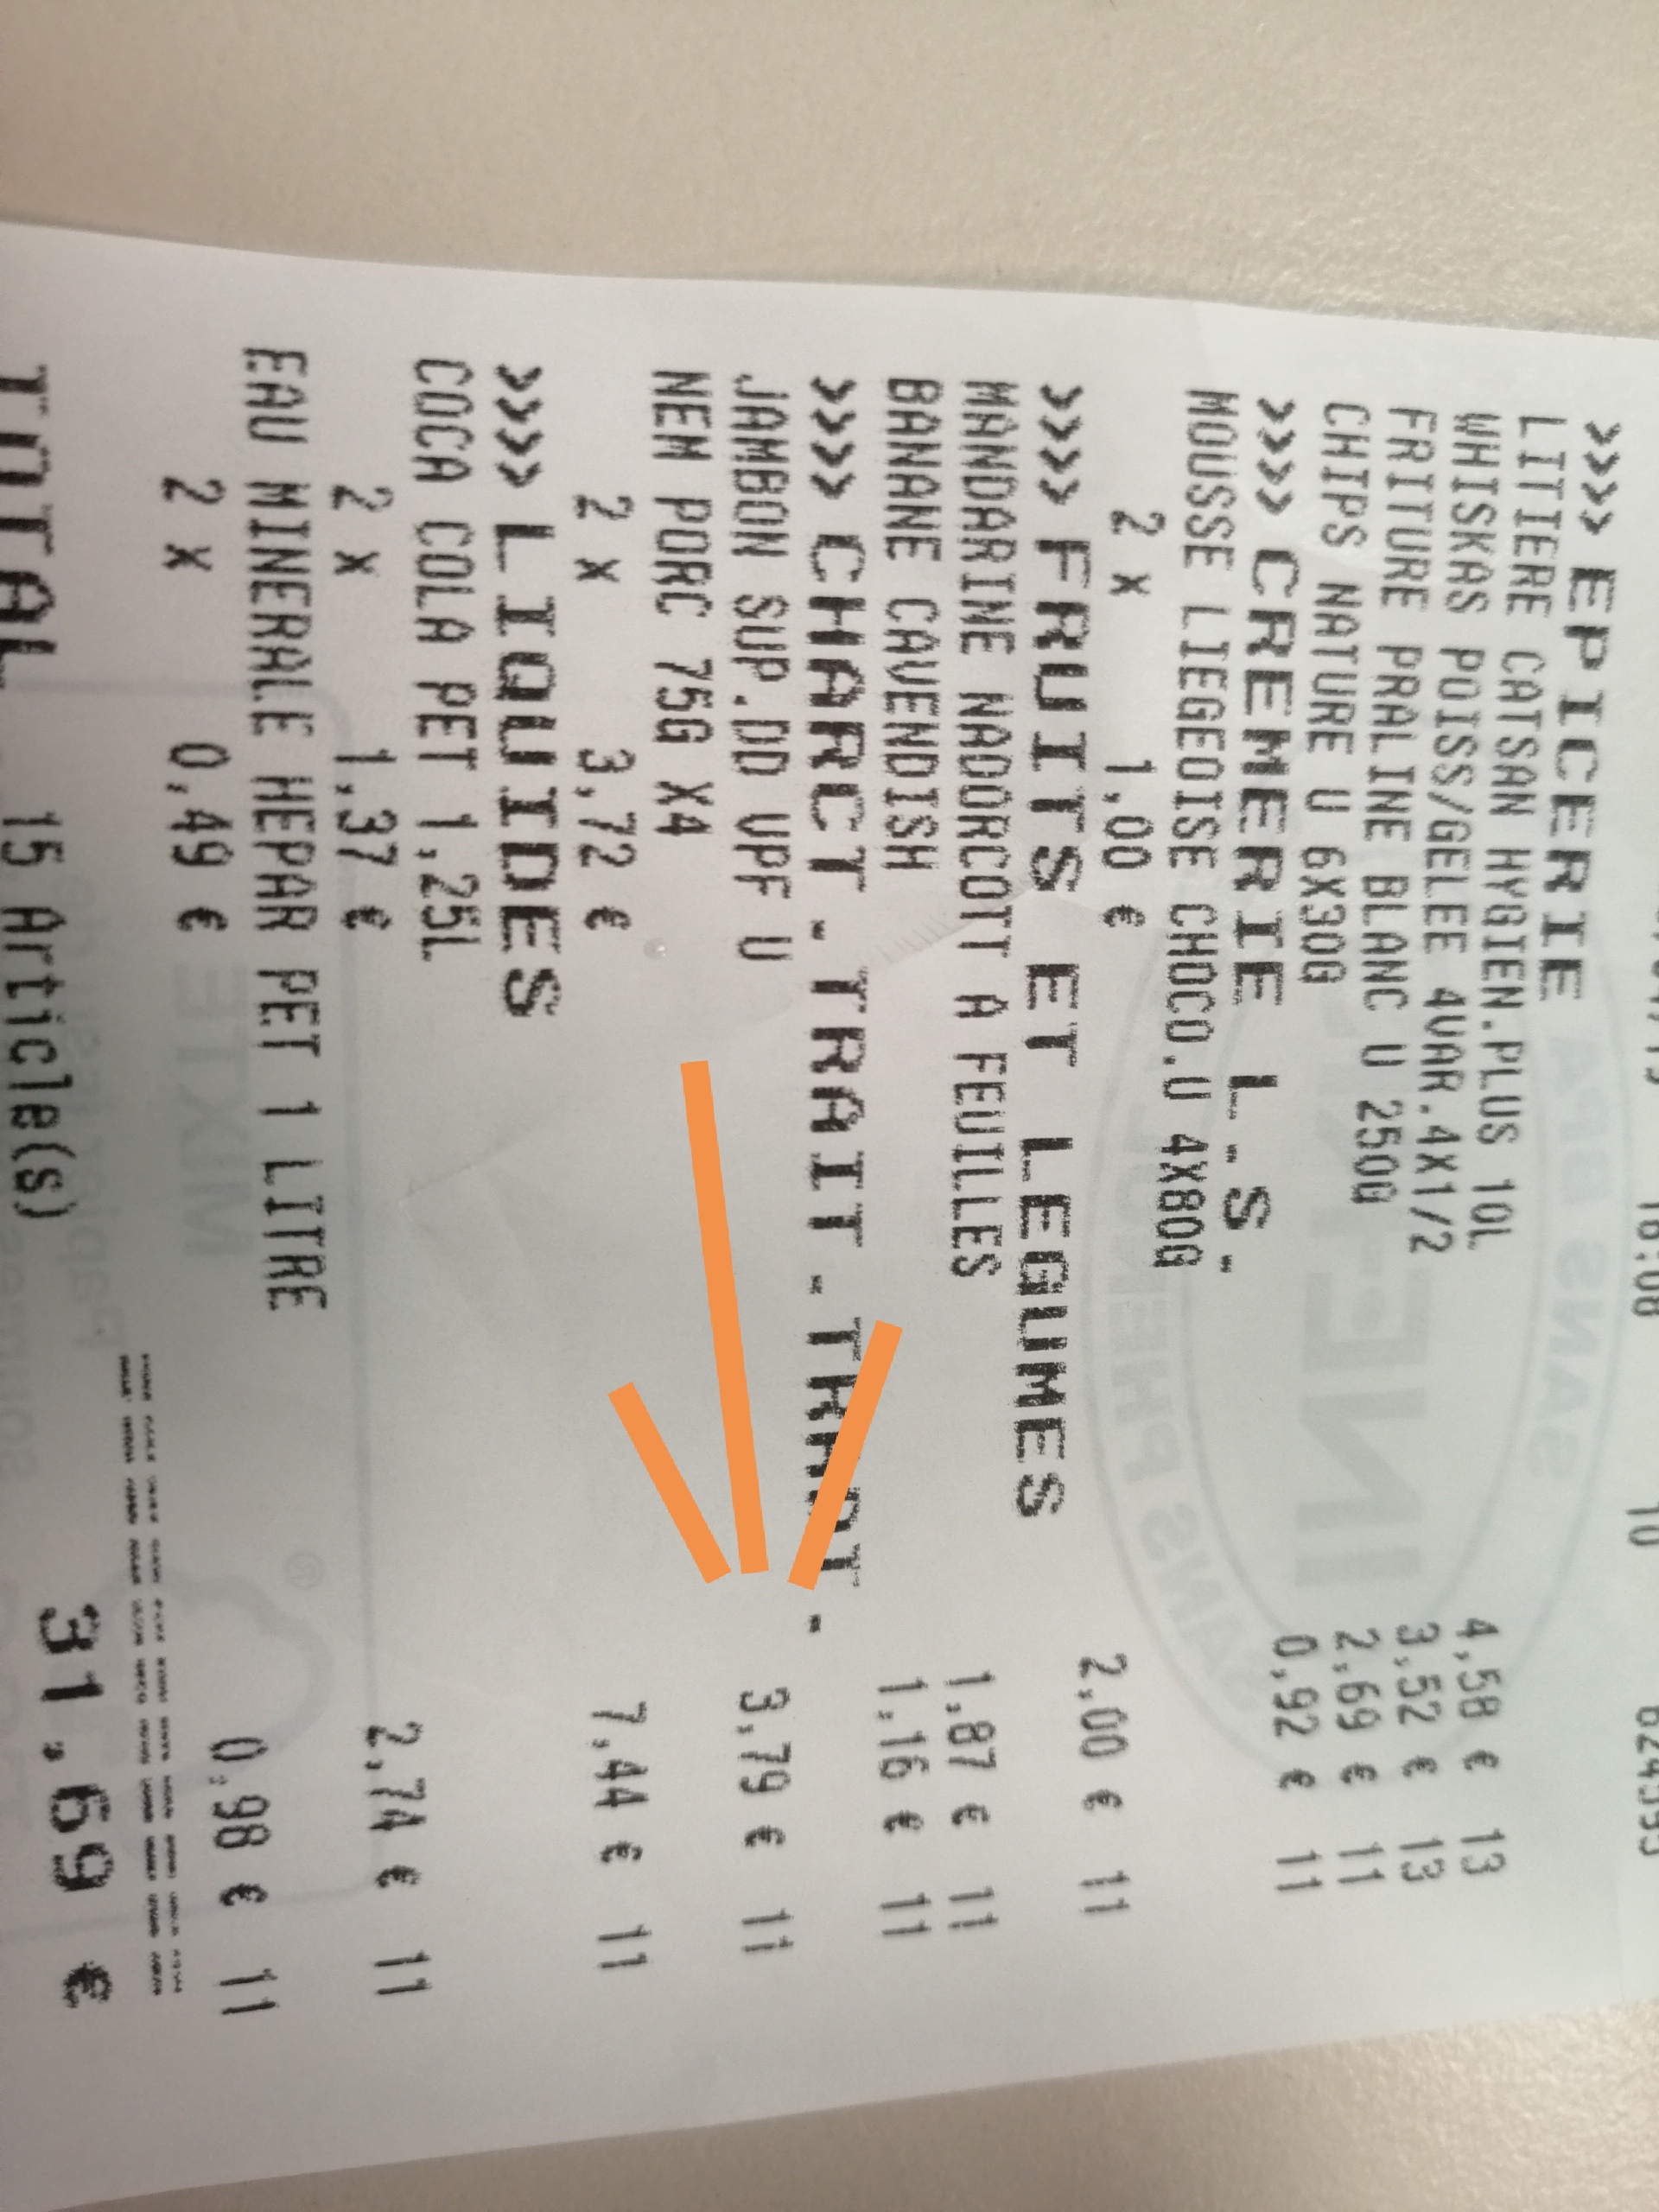 18:08 10
>>>> EPICERIE
LITIERE CATSAN HYGIEN.PLUS 10L 4,58 € 13
WHISKAS POISS/GELEE 4VAR.4X1/2 3,52 € 13
FRITURE PRALINE BLANC U 250G 2,69 € 11
CHIPS NATURE U 6X30G 0,92 € 11
>>>> CREMERIE L.S.
MOUSSE LIEGEOISE CHOCO.U 4X80G
2 x 1,00 € 2,00 € 11
>>>> FRUITS ET LEGUMES
MANDARINE NADORCOTT A FEUILLES 1,87 € 11
BANANE CAVENDISH 1,16 € 11
>>>> CHARCT.TRAIT.TRADT.
JAMBON SUP.DD VPF U 3,79 € 11
NEM PORC 75G X4
2 x 3,72 € 7,44 € 11
>>>> LIQUIDES
COCA COLA PET 1,25L
2 x 1,37 € 2,74 € 11
EAU MINERALE HEPAR PET 1 LITRE
2 x 0,49 € 0,98 € 11
TOTAL 15 Article(s) 31,69 €